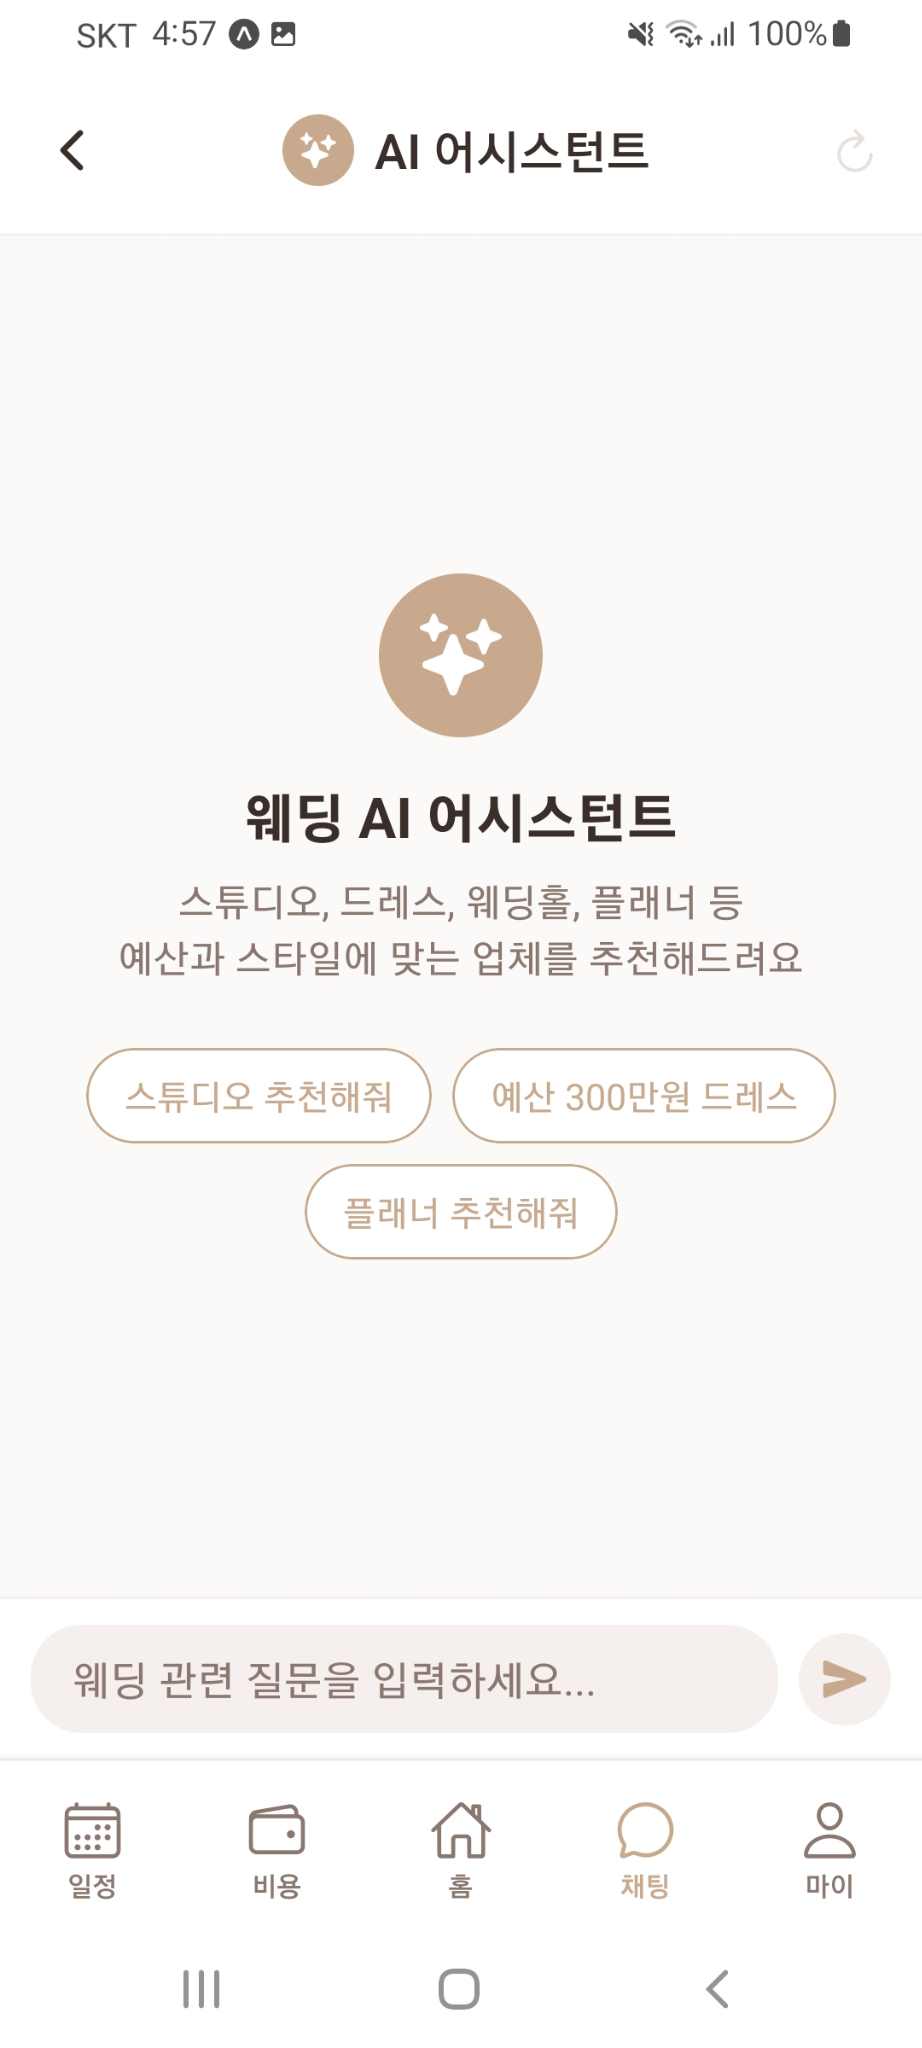 SKT 4:57 100%
AI 어시스턴트
웨딩 AI 어시스턴트
스튜디오, 드레스, 웨딩홀, 플래너 등
예산과 스타일에 맞는 업체를 추천해드려요
스튜디오 추천해줘
예산 300만원 드레스
플래너 추천해줘
웨딩 관련 질문을 입력하세요...
일정
비용
홈
채팅
마이